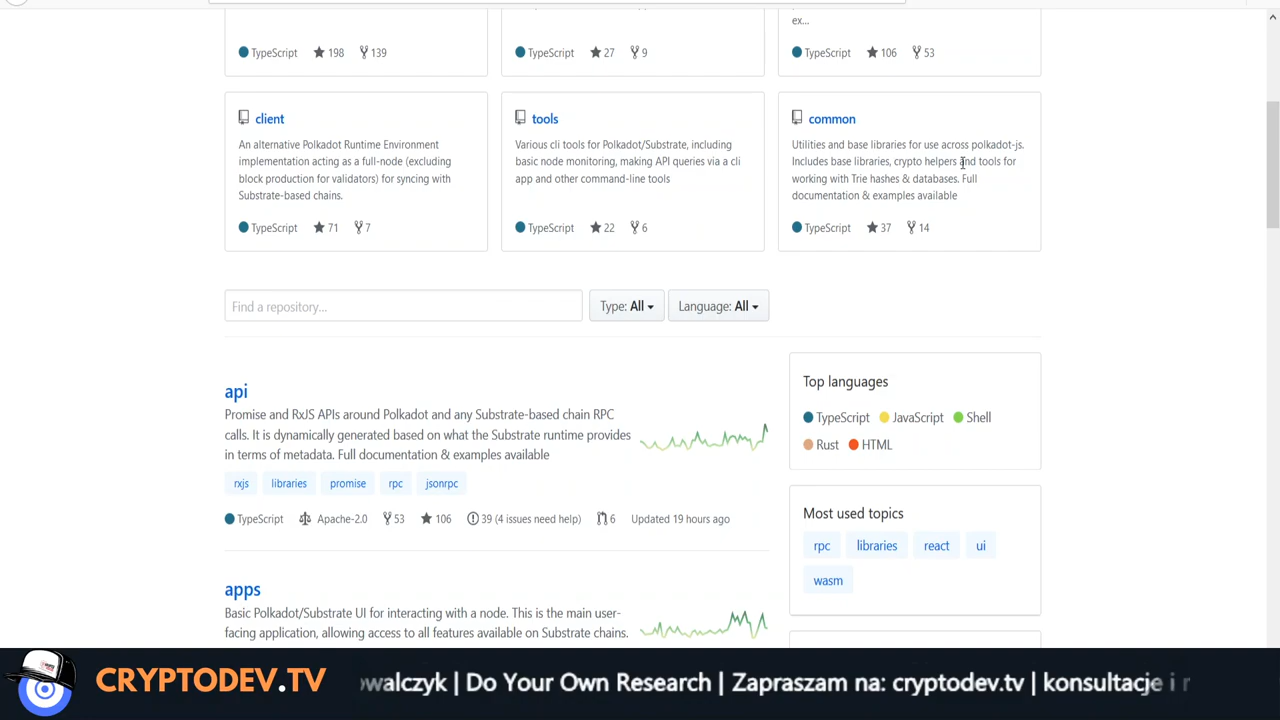 ex...
TypeScript 198 139
TypeScript 27 9
TypeScript 106 53
client
An alternative Polkadot Runtime Environment
implementation acting as a full-node (excluding
block production for validators) for syncing with
Substrate-based chains.
TypeScript 71 7
tools
Various cli tools for Polkadot/Substrate, including
basic node monitoring, making API queries via a cli
app and other command-line tools
TypeScript 22 6
common
Utilities and base libraries for use across polkadot-js.
Includes base libraries, crypto helpers and tools for
working with Trie hashes & databases. Full
documentation & examples available
TypeScript 37 14
Find a repository...
Type: All
Language: All
api
Promise and RxJS APIs around Polkadot and any Substrate-based chain RPC
calls. It is dynamically generated based on what the Substrate runtime provides
in terms of metadata. Full documentation & examples available
rxjs libraries promise rpc jsonrpc
TypeScript Apache-2.0 53 106 39 (4 issues need help) 6 Updated 19 hours ago
apps
Basic Polkadot/Substrate UI for interacting with a node. This is the main user-
facing application, allowing access to all features available on Substrate chains.
Top languages
TypeScript JavaScript Shell
Rust HTML
Most used topics
rpc libraries react ui
wasm
CRYPTODEV.TV
walczyk | Do Your Own Research | Zapraszam na: cryptodev.tv | konsultacje i